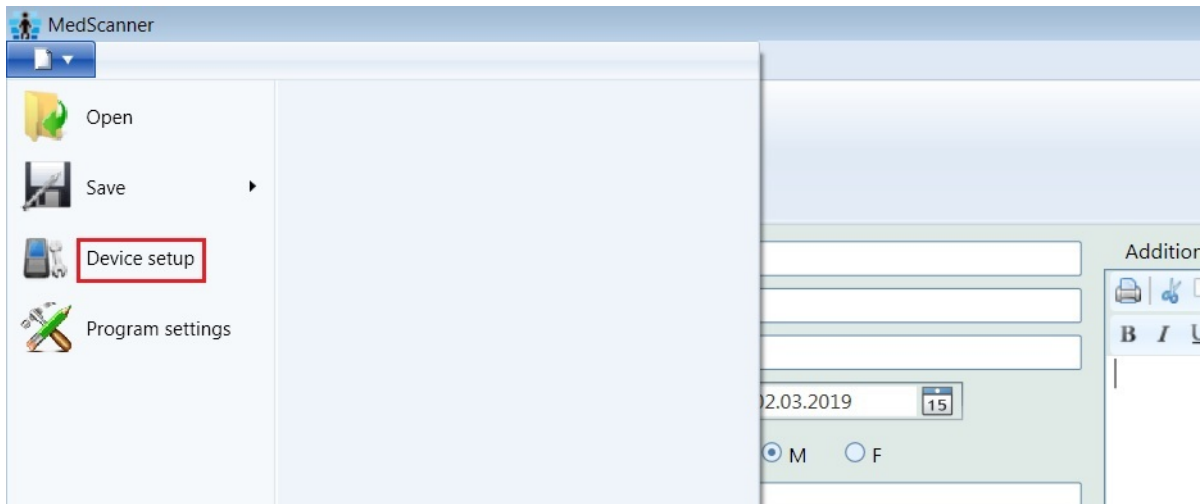 MedScanner
Open
Save
Device setup
Program settings
Addition
B I U
02.03.2019
15
M F